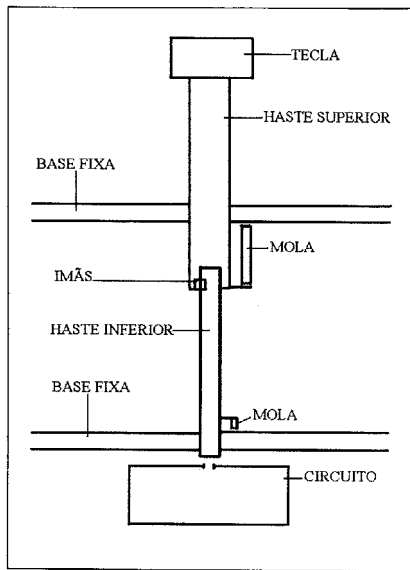 TECLA
HASTE SUPERIOR
BASE FIXA
MOLA
IMÃS
HASTE INFERIOR
BASE FIXA
MOLA
CIRCUITO